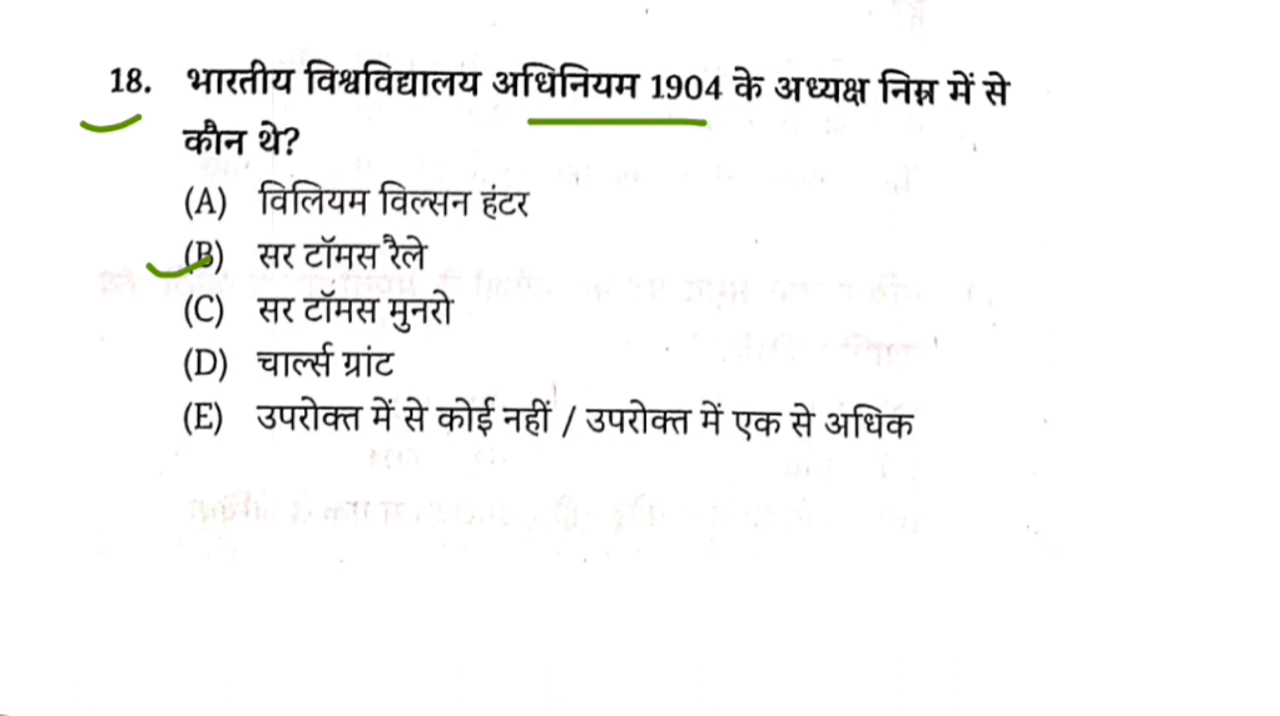 18. भारतीय विश्वविद्यालय अधिनियम 1904 के अध्यक्ष निम्न में से
कौन थे?
(A) विलियम विल्सन हंटर
(B) सर टॉमस रैले
(C) सर टॉमस मुनरो
(D) चार्ल्स ग्रांट
(E) उपरोक्त में से कोई नहीं / उपरोक्त में एक से अधिक